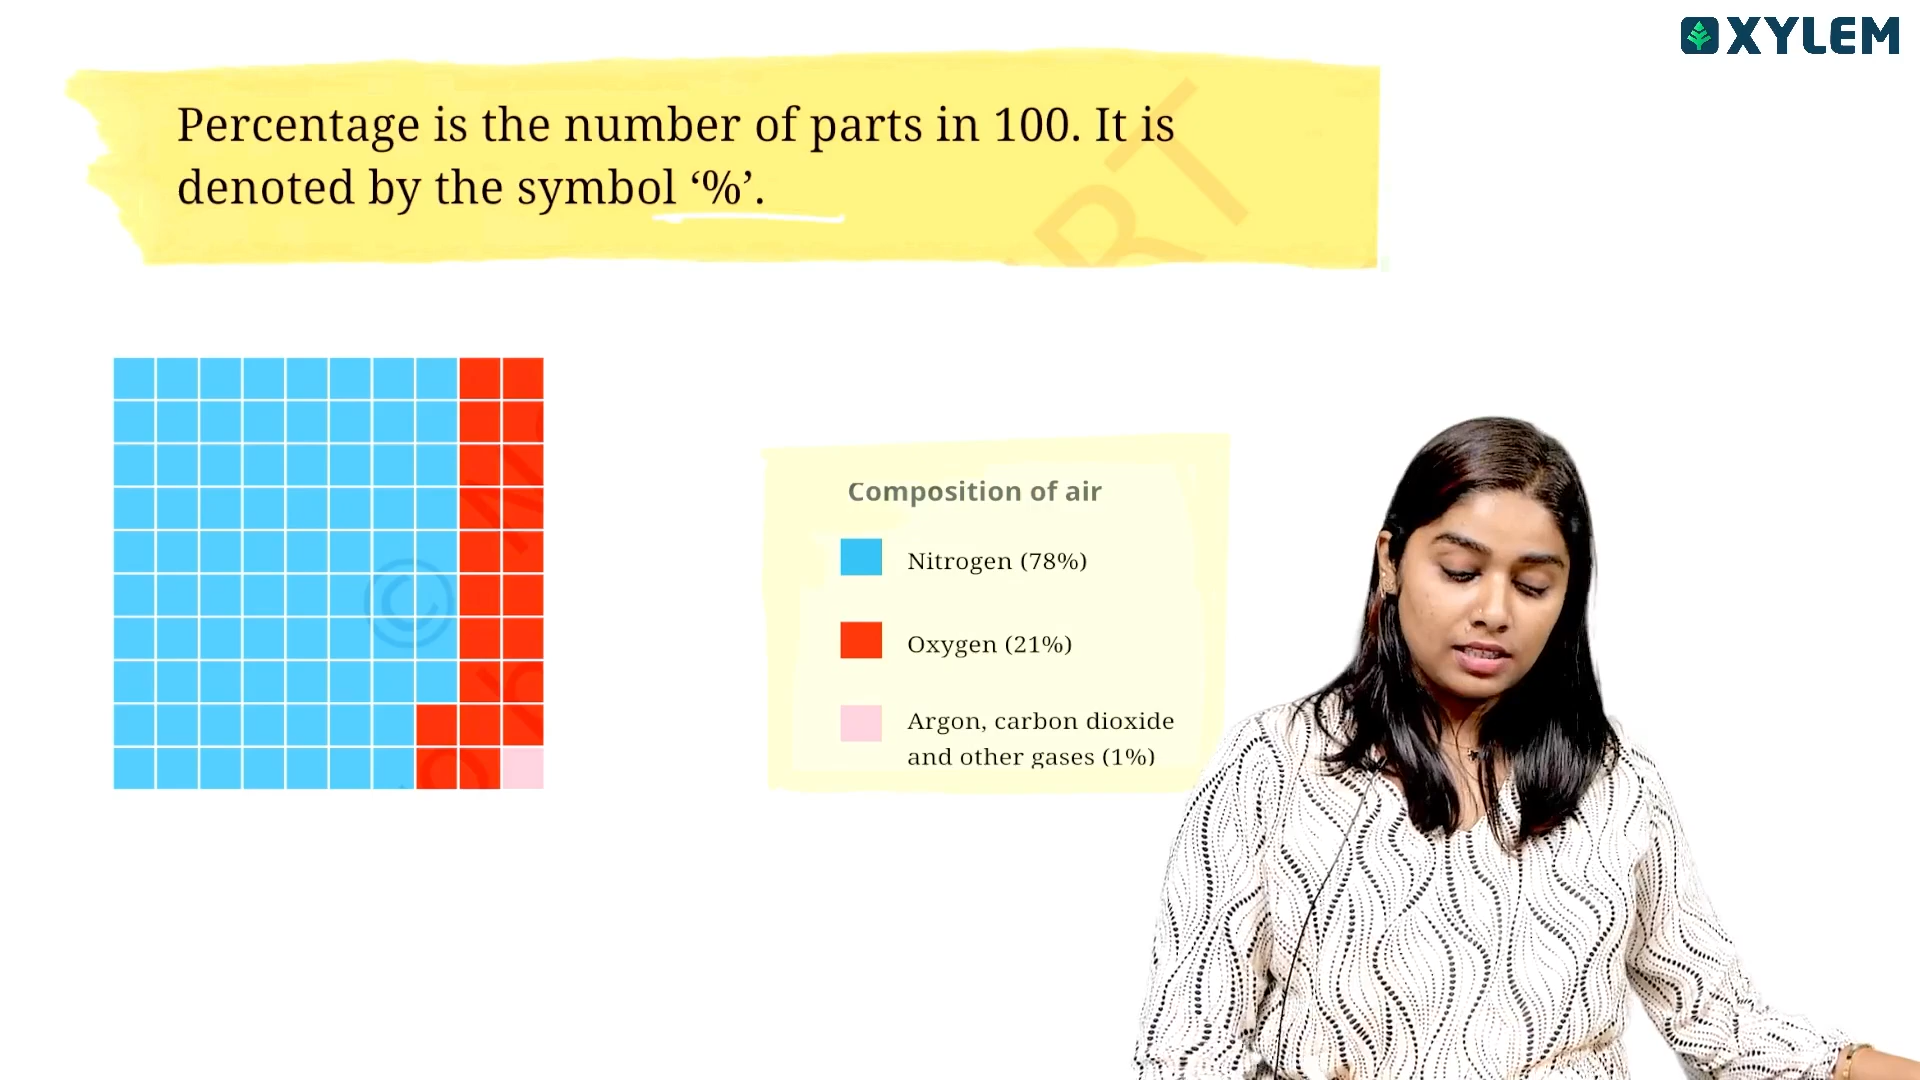 XYLEM
Percentage is the number of parts in 100. It is
denoted by the symbol ‘%’.
RT
©
Composition of air
Nitrogen (78%)
Oxygen (21%)
Argon, carbon dioxide
and other gases (1%)